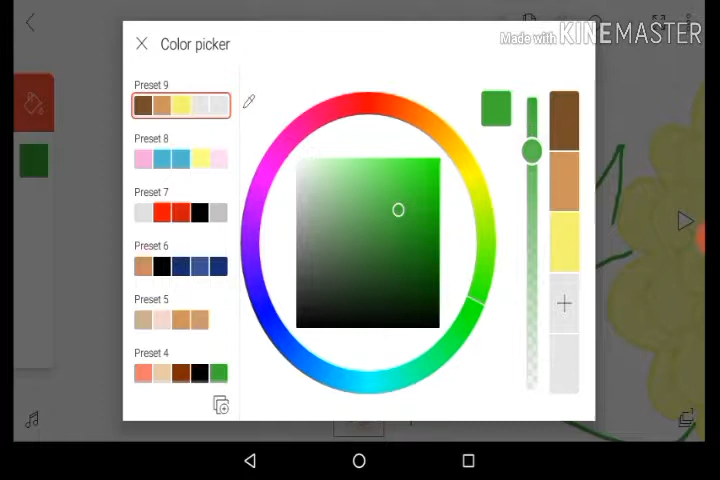 Color picker
Made with KINEMASTER
Preset 9
Preset 8
Preset 7
Preset 6
Preset 5
Preset 4